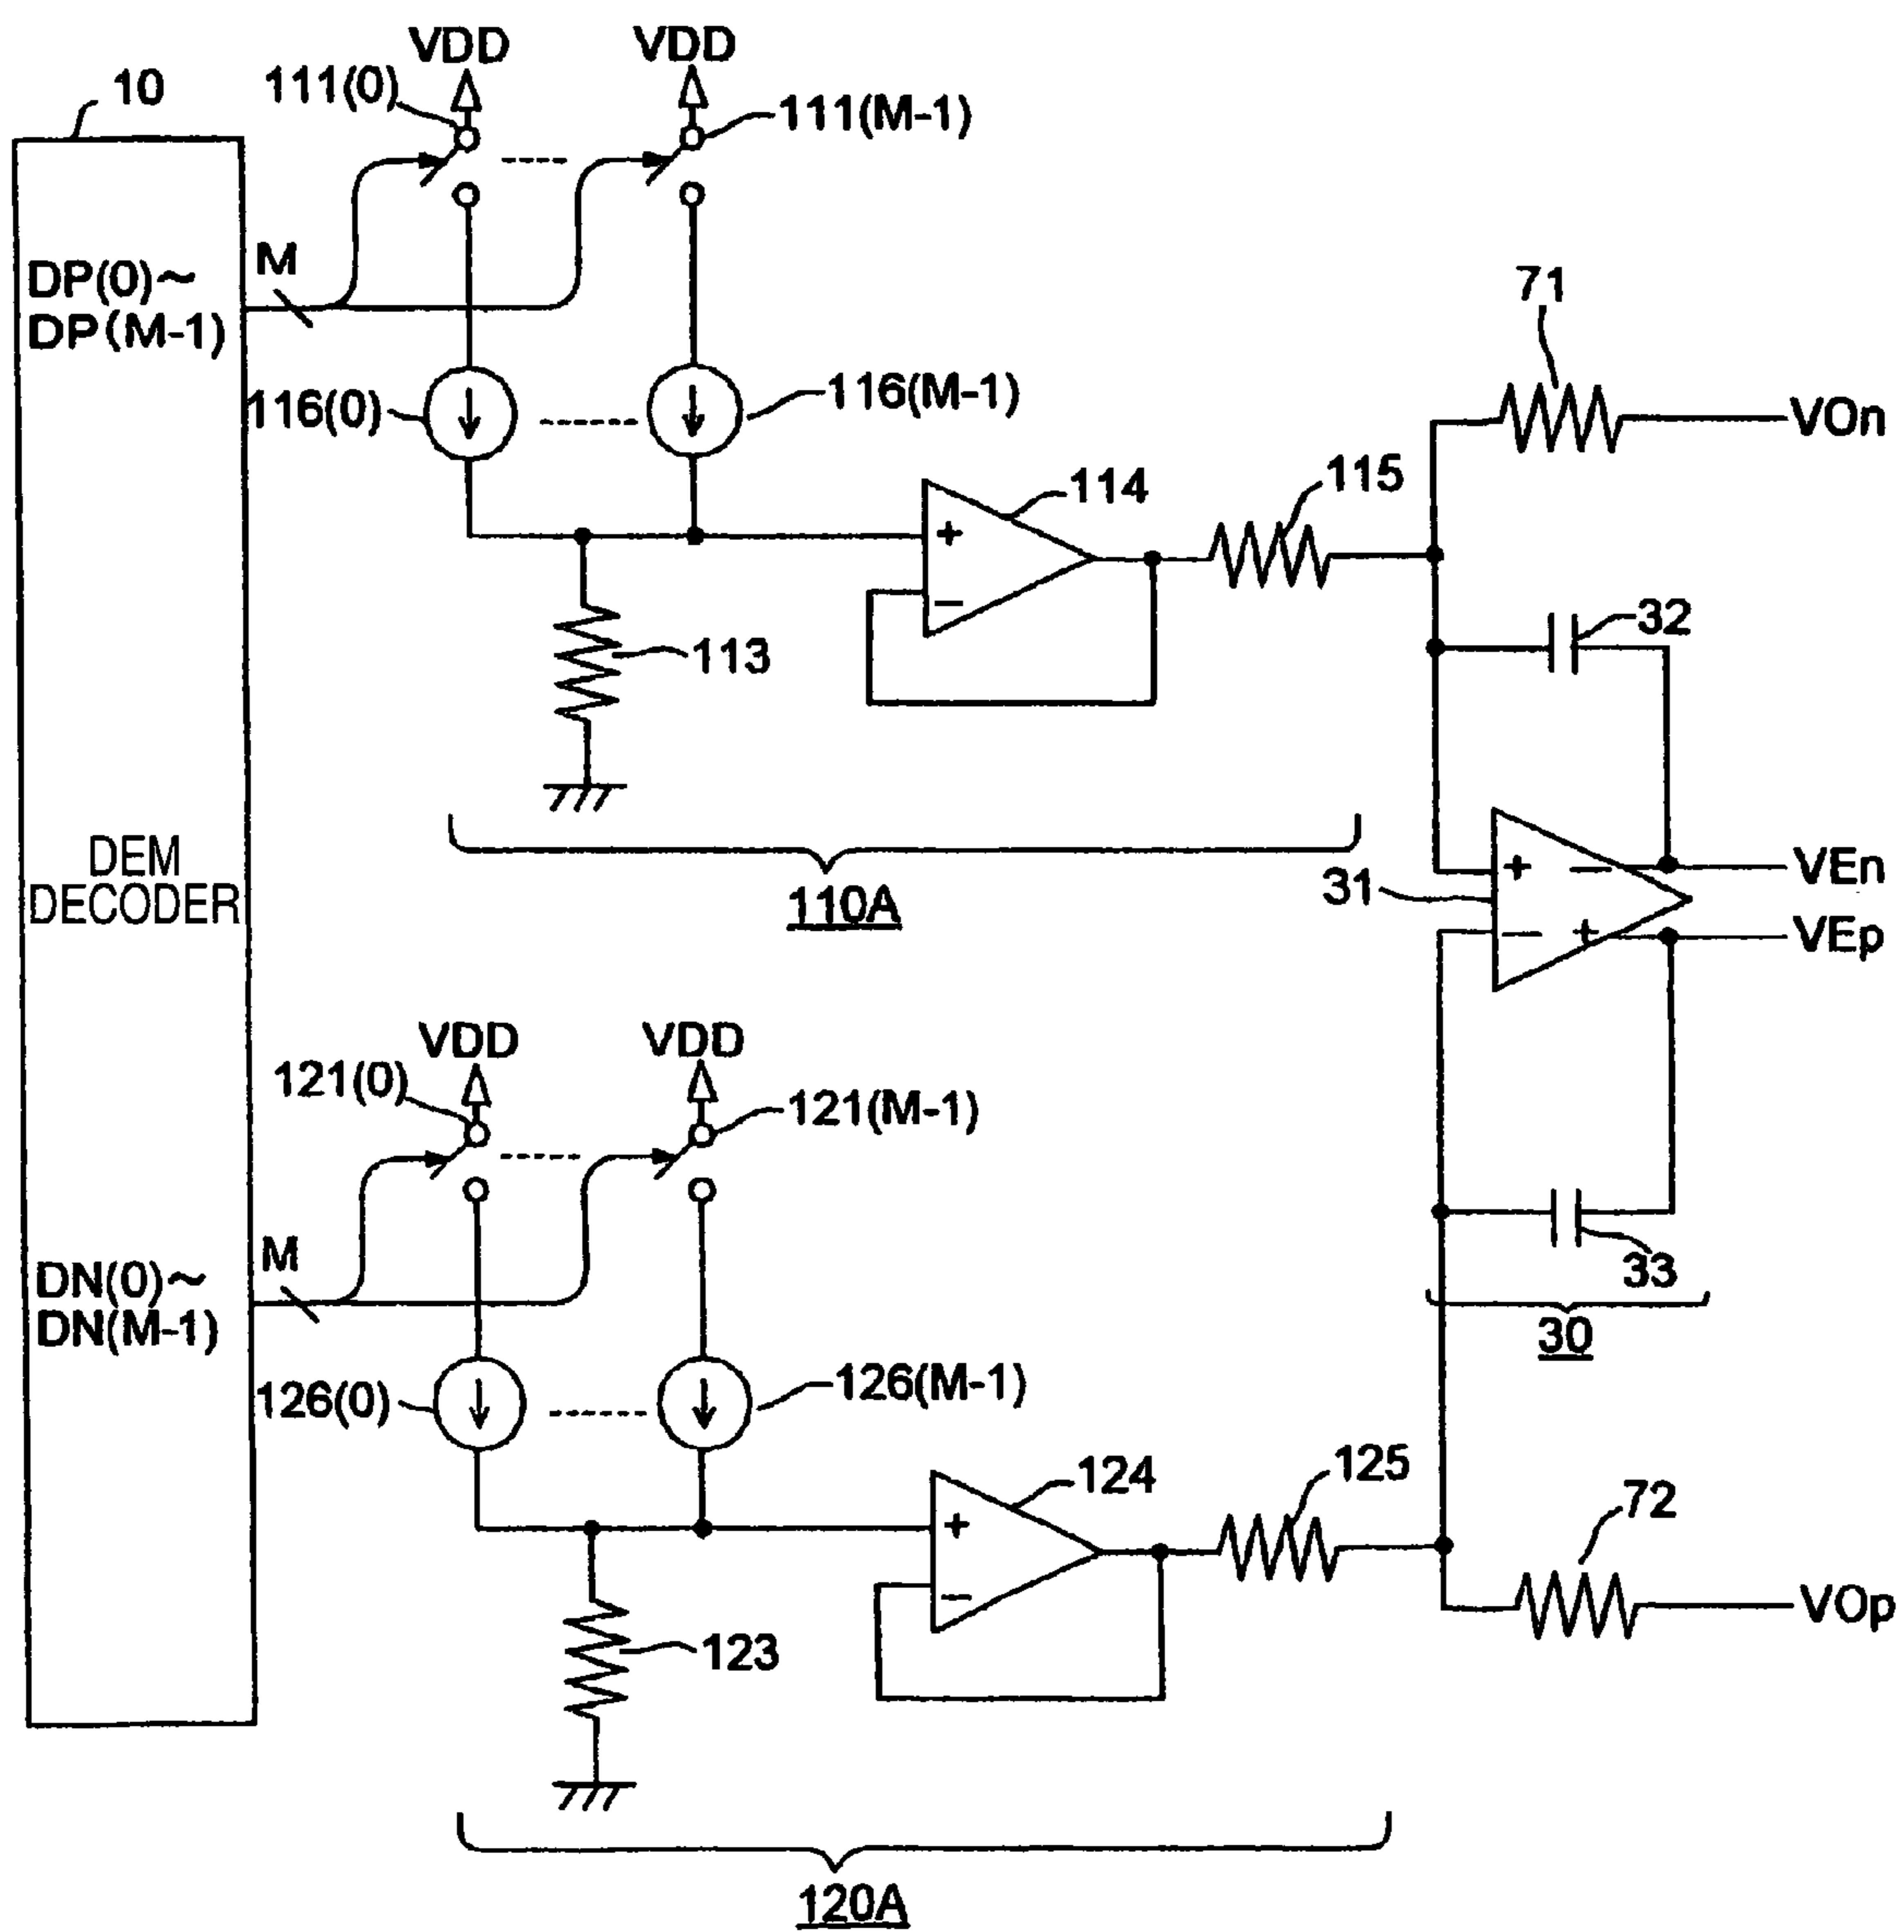 VDD
VDD
10
111(0)
111(M-1)
DP(0)~
DP(M-1)
M
71
VOn
116(0)
116(M-1)
114
115
+
−
113
32
DEM
DECODER
110A
31
+
−
VEn
−
+
VEp
VDD
VDD
121(0)
121(M-1)
DN(0)~
DN(M-1)
M
33
30
126(0)
126(M-1)
124
125
72
+
−
VOp
123
120A